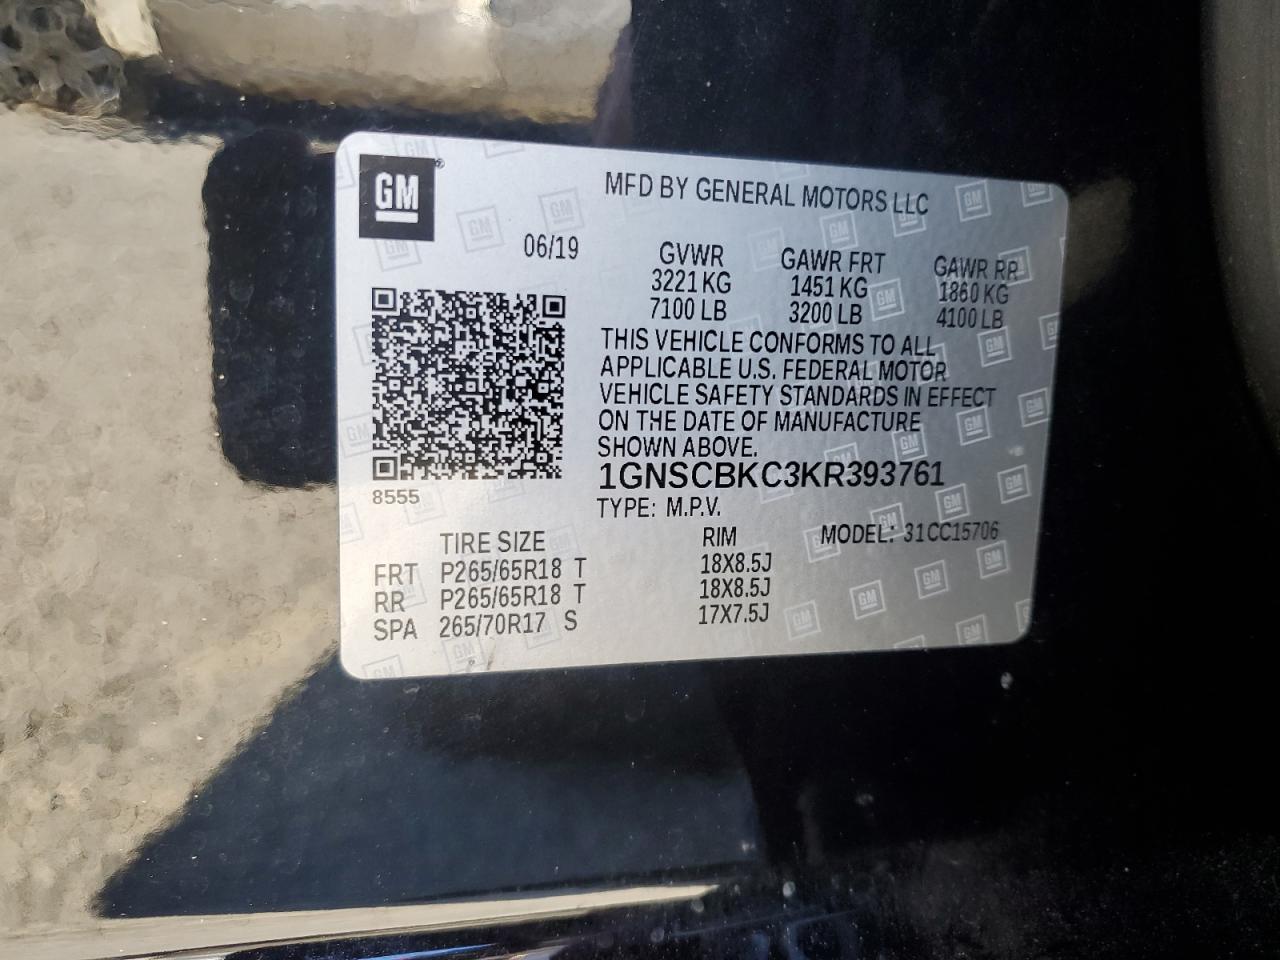 GM
MFD BY GENERAL MOTORS LLC
06/19
GVWR GAWR FRT GAWR RR
3221 KG 1451 KG 1860 KG
7100 LB 3200 LB 4100 LB
THIS VEHICLE CONFORMS TO ALL
APPLICABLE U.S. FEDERAL MOTOR
VEHICLE SAFETY STANDARDS IN EFFECT
ON THE DATE OF MANUFACTURE
SHOWN ABOVE.
1GNSCBKC3KR393761
8555
TYPE: M.P.V.
TIRE SIZE RIM MODEL: 31CC15706
FRT P265/65R18 T 18X8.5J
RR P265/65R18 T 18X8.5J
SPA 265/70R17 S 17X7.5J